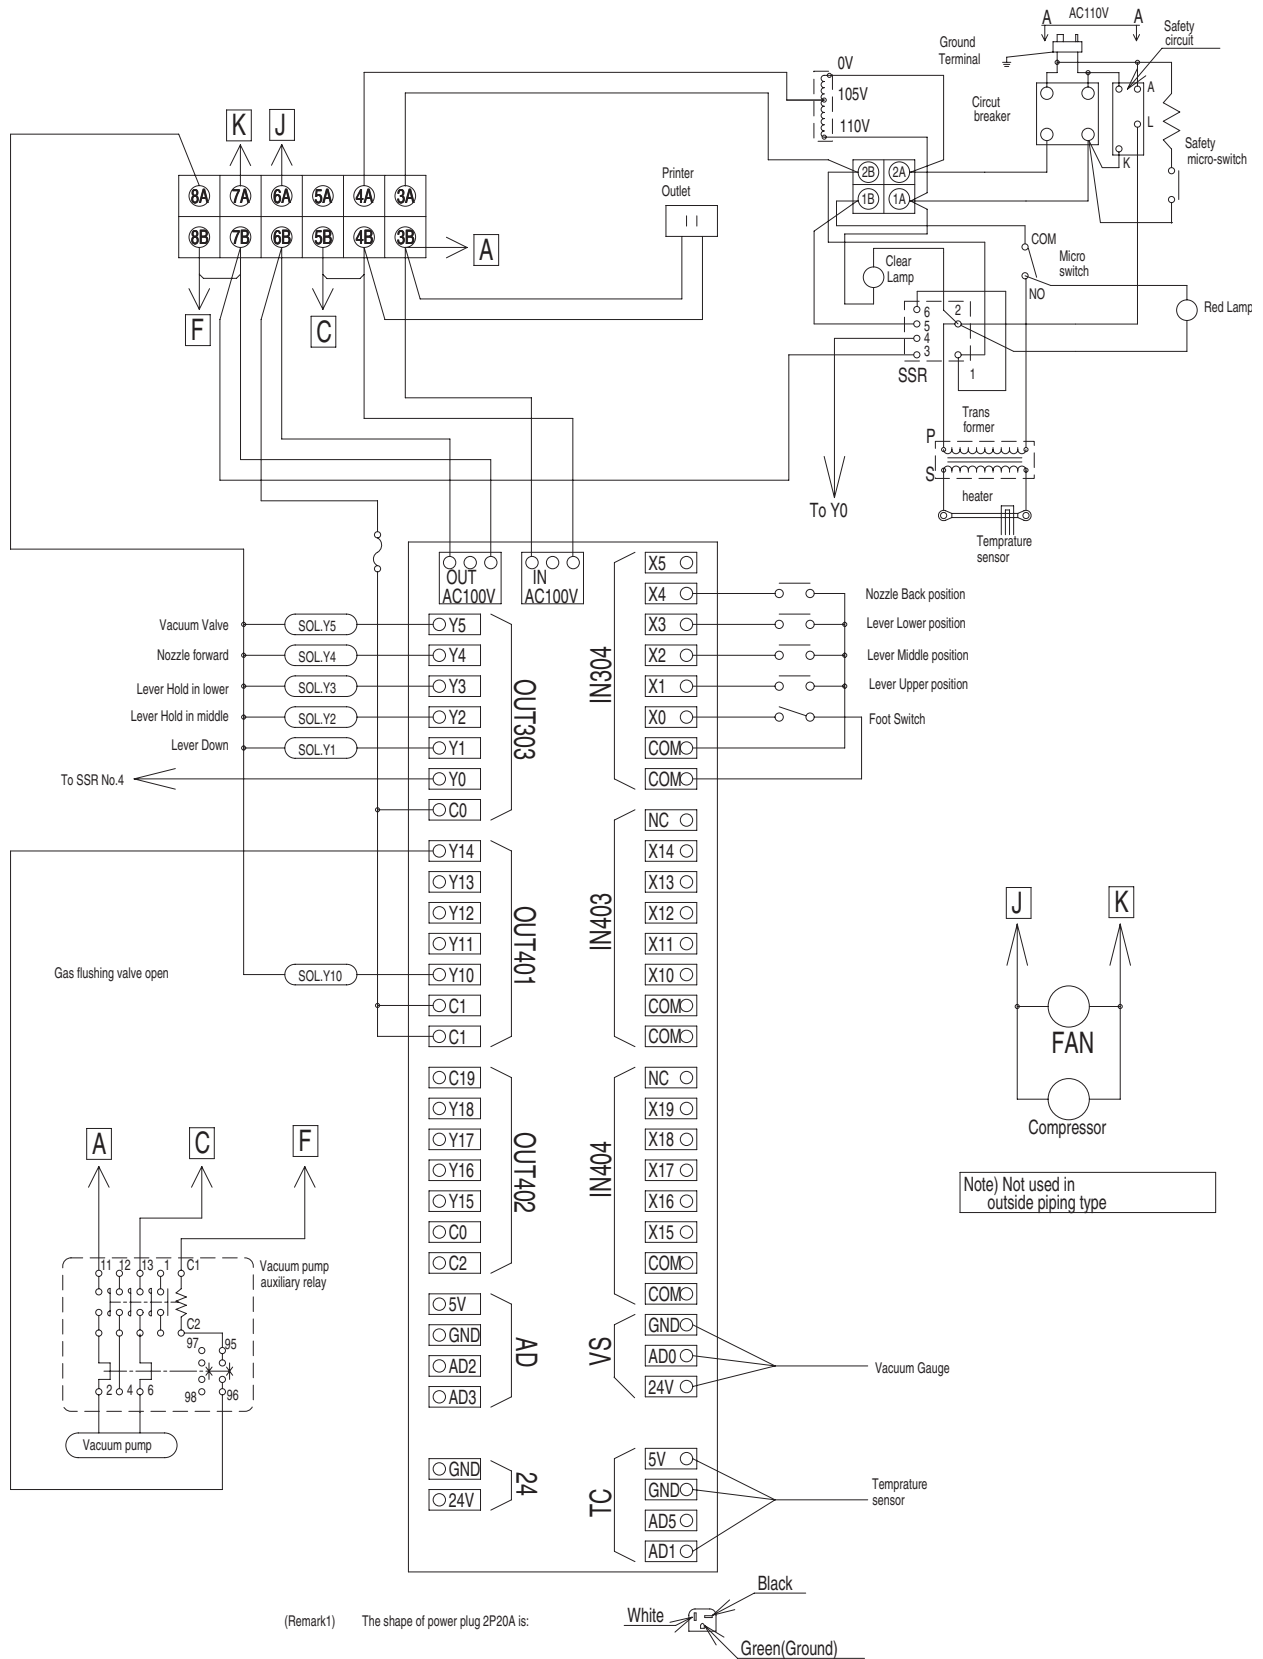 A AC110V A
Safety
circuit
Ground
Terminal
Circut
breaker
A
L
K
Safety
micro-switch
0V
105V
110V
2B 2A
1B 1A
K J
8A 7A 6A 5A 4A 3A
8B 7B 6B 5B 4B 3B
A
F
C
Printer
Outlet
COM
Micro
switch
NO
Clear
Lamp
Red Lamp
6
5
4
3
2
1
SSR
Trans
former
P
S
heater
Temprature
sensor
To Y0
OUT
AC100V
IN
AC100V
Vacuum Valve
SOL.Y5
Y5
Nozzle forward
SOL.Y4
Y4
Lever Hold in lower
SOL.Y3
Y3
Lever Hold in middle
SOL.Y2
Y2
Lever Down
SOL.Y1
Y1
To SSR No.4
Y0
C0
OUT303
Y14
Y13
Y12
Y11
Gas flushing valve open
SOL.Y10
Y10
C1
C1
OUT401
C19
Y18
Y17
Y16
Y15
C0
C2
OUT402
5V
GND
AD2
AD3
AD
GND
24V
24
X5
X4
X3
X2
X1
X0
COM
COM
IN304
Nozzle Back position
Lever Lower position
Lever Middle position
Lever Upper position
Foot Switch
NC
X14
X13
X12
X11
X10
COM
COM
IN403
NC
X19
X18
X17
X16
X15
COM
COM
IN404
GND
AD0
24V
VS
Vacuum Gauge
5V
GND
AD5
AD1
TC
Temprature
sensor
J K
FAN
Compressor
Note) Not used in
outside piping type
A C F
11 12 13 1 C1
Vacuum pump
auxiliary relay
C2
97 95
2 4 6 98 96
Vacuum pump
(Remark1) The shape of power plug 2P20A is:
White
Black
Green(Ground)